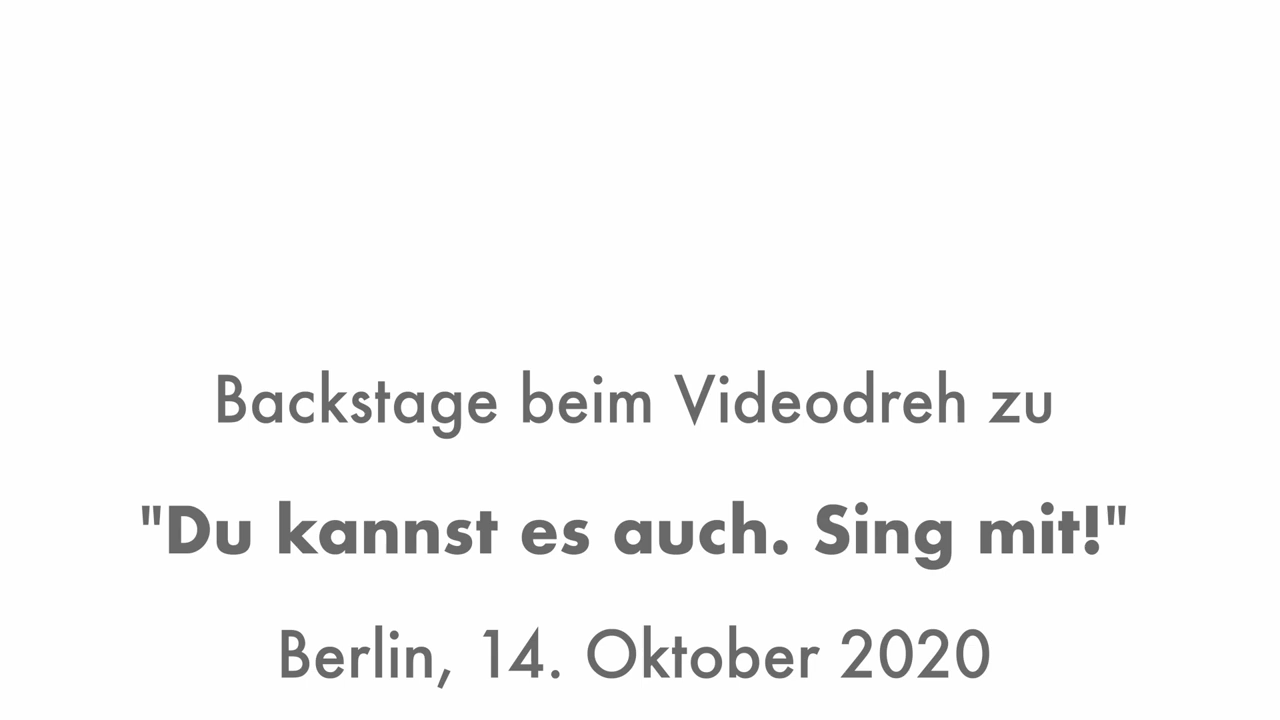 Backstage beim Videodreh zu
"Du kannst es auch. Sing mit!"
Berlin, 14. Oktober 2020